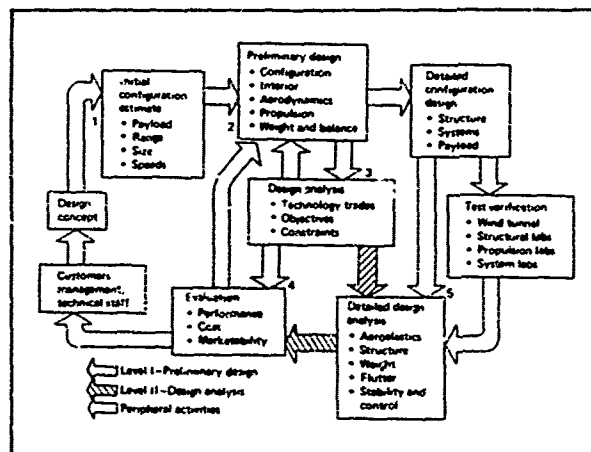 Initial
configuration
estimate
• Payload
• Range
• Size
• Speeds
1
Preliminary design
• Configuration
• Interior
• Aerodynamics
• Propulsion
• Weight and balance
2
Detailed
configuration
design
• Structure
• Systems
• Payload
3
Design analysis
• Technology trades
• Objectives
• Constraints
Design
concept
Test verification
• Wind tunnel
• Structural labs
• Propulsion labs
• System labs
Customers
management,
technical staff
4
Evaluation
• Performance
• Cost
• Marketability
5
Detailed design
analysis
• Aeroelastics
• Structure
• Weight
• Flutter
• Stability and
control
Level I-Preliminary design
Level II-Design analysis
Peripheral activities